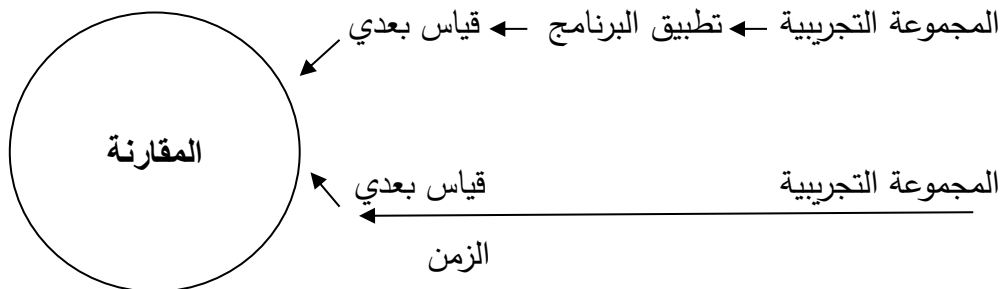 المجموعة التجريبية تطبيق البرنامج قياس بعدي
المقارنة
المجموعة التجريبية قياس بعدي
الزمن